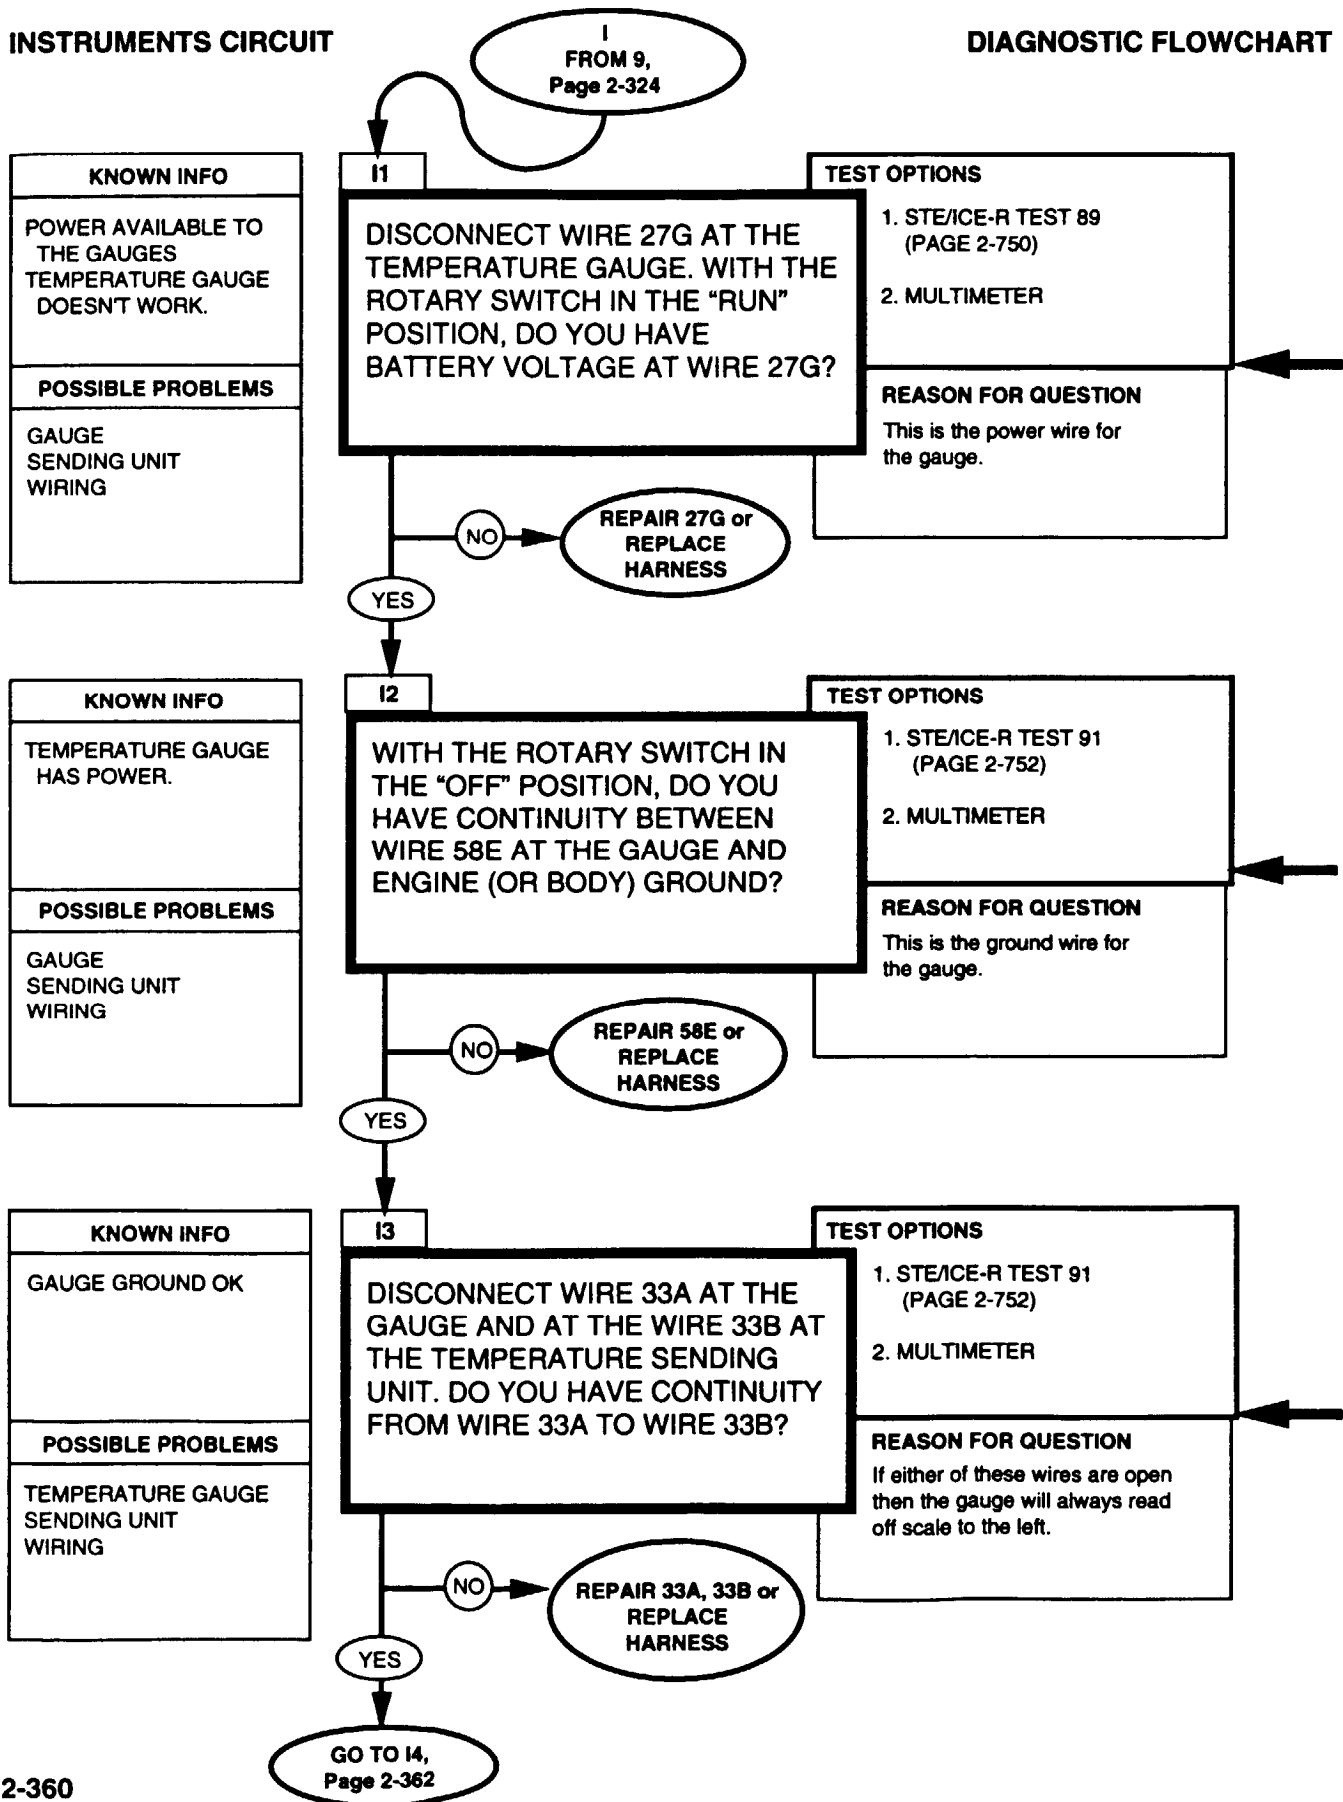 INSTRUMENTS CIRCUIT
DIAGNOSTIC FLOWCHART
I
FROM 9,
Page 2-324
KNOWN INFO
POWER AVAILABLE TO
THE GAUGES
TEMPERATURE GAUGE
DOESN'T WORK.
POSSIBLE PROBLEMS
GAUGE
SENDING UNIT
WIRING
I1
DISCONNECT WIRE 27G AT THE
TEMPERATURE GAUGE. WITH THE
ROTARY SWITCH IN THE “RUN”
POSITION, DO YOU HAVE
BATTERY VOLTAGE AT WIRE 27G?
TEST OPTIONS
1. STE/ICE-R TEST 89
(PAGE 2-750)
2. MULTIMETER
REASON FOR QUESTION
This is the power wire for
the gauge.
NO
REPAIR 27G or
REPLACE
HARNESS
YES
KNOWN INFO
TEMPERATURE GAUGE
HAS POWER.
POSSIBLE PROBLEMS
GAUGE
SENDING UNIT
WIRING
I2
WITH THE ROTARY SWITCH IN
THE “OFF” POSITION, DO YOU
HAVE CONTINUITY BETWEEN
WIRE 58E AT THE GAUGE AND
ENGINE (OR BODY) GROUND?
TEST OPTIONS
1. STE/ICE-R TEST 91
(PAGE 2-752)
2. MULTIMETER
REASON FOR QUESTION
This is the ground wire for
the gauge.
NO
REPAIR 58E or
REPLACE
HARNESS
YES
KNOWN INFO
GAUGE GROUND OK
POSSIBLE PROBLEMS
TEMPERATURE GAUGE
SENDING UNIT
WIRING
I3
DISCONNECT WIRE 33A AT THE
GAUGE AND AT THE WIRE 33B AT
THE TEMPERATURE SENDING
UNIT. DO YOU HAVE CONTINUITY
FROM WIRE 33A TO WIRE 33B?
TEST OPTIONS
1. STE/ICE-R TEST 91
(PAGE 2-752)
2. MULTIMETER
REASON FOR QUESTION
If either of these wires are open
then the gauge will always read
off scale to the left.
NO
REPAIR 33A, 33B or
REPLACE
HARNESS
YES
GO TO I4,
Page 2-362
2-360